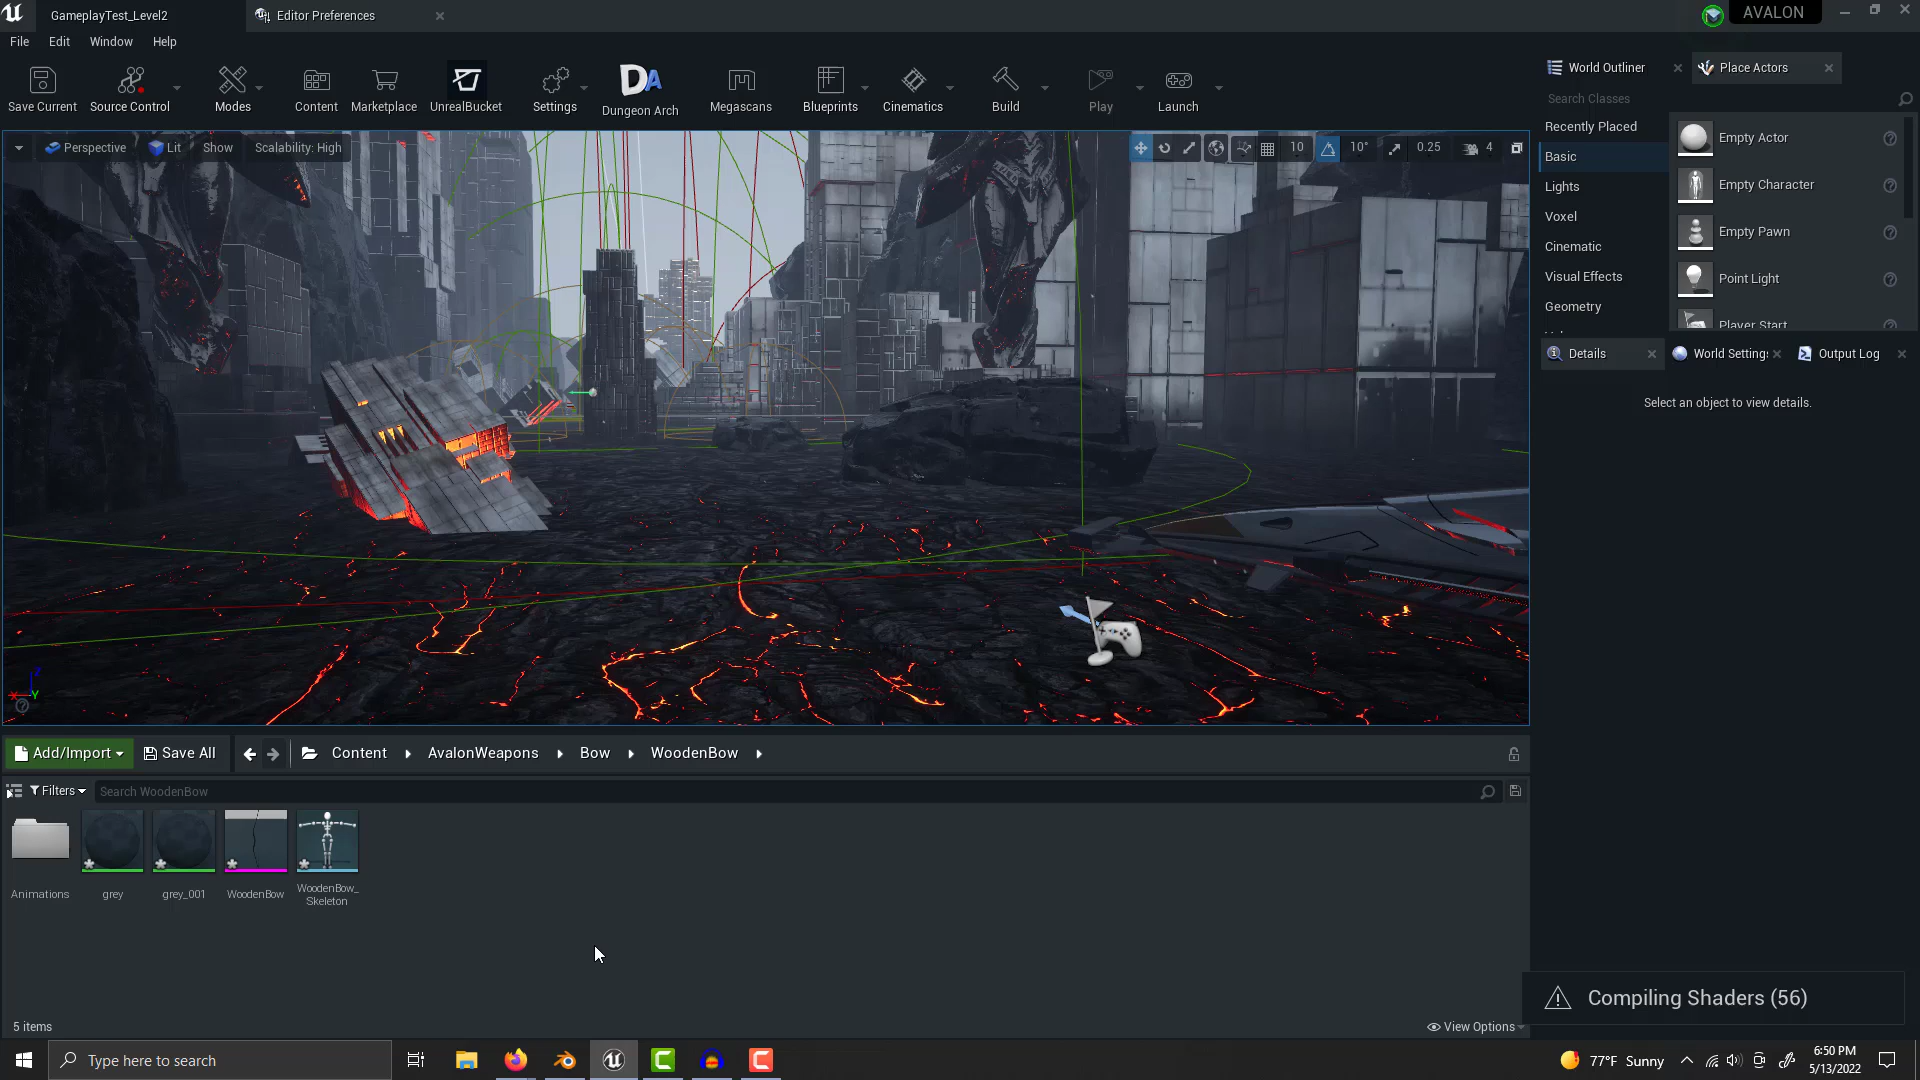 GameplayTest_Level2
Editor Preferences
AVALON
File Edit Window Help
Save Current
Source Control
Modes
Content
Marketplace
UnrealBucket
Settings
DA
Dungeon Arch
Megascans
Blueprints
Cinematics
Build
Play
Launch
World Outliner
Place Actors
Search Classes
Recently Placed
Basic
Lights
Voxel
Cinematic
Visual Effects
Geometry
Empty Actor
Empty Character
Empty Pawn
Point Light
Player Start
Perspective Lit Show Scalability: High
10 10° 0.25 4
X Y Z
Details
World Settings
Output Log
Select an object to view details.
Add/Import Save All Content AvalonWeapons Bow WoodenBow
Filters Search WoodenBow
Animations
grey
grey_001
WoodenBow
WoodenBow_
Skeleton
Compiling Shaders (56)
5 items
View Options
Type here to search
77°F Sunny
6:50 PM
5/13/2022